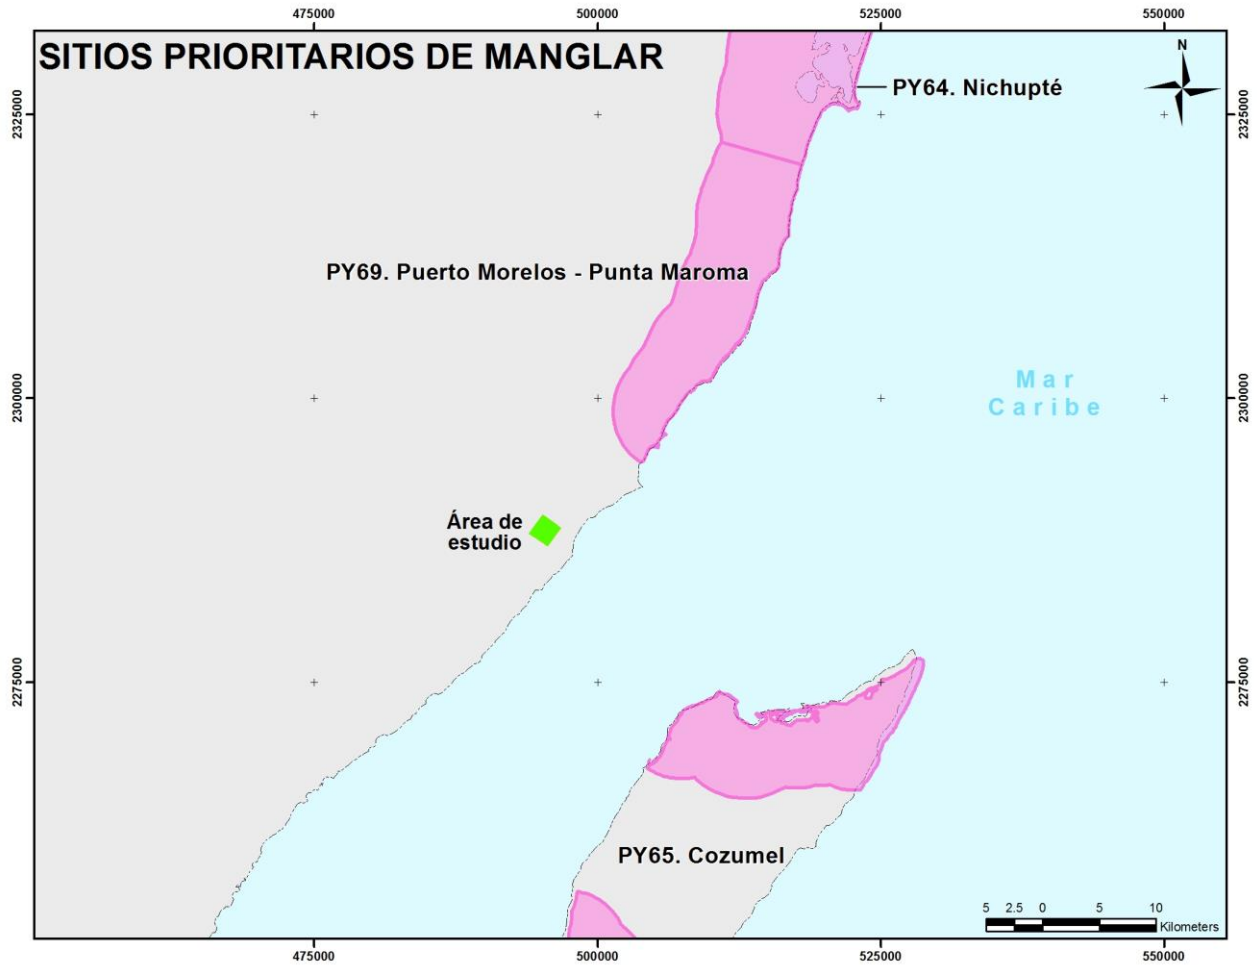 475000 500000 525000 550000
SITIOS PRIORITARIOS DE MANGLAR
N
PY64. Nichupté
2325000 2325000
PY69. Puerto Morelos - Punta Maroma
Mar
Caribe
2300000 2300000
Área de
estudio
2275000 2275000
PY65. Cozumel
5 2.5 0 5 10
Kilometers
475000 500000 525000 550000